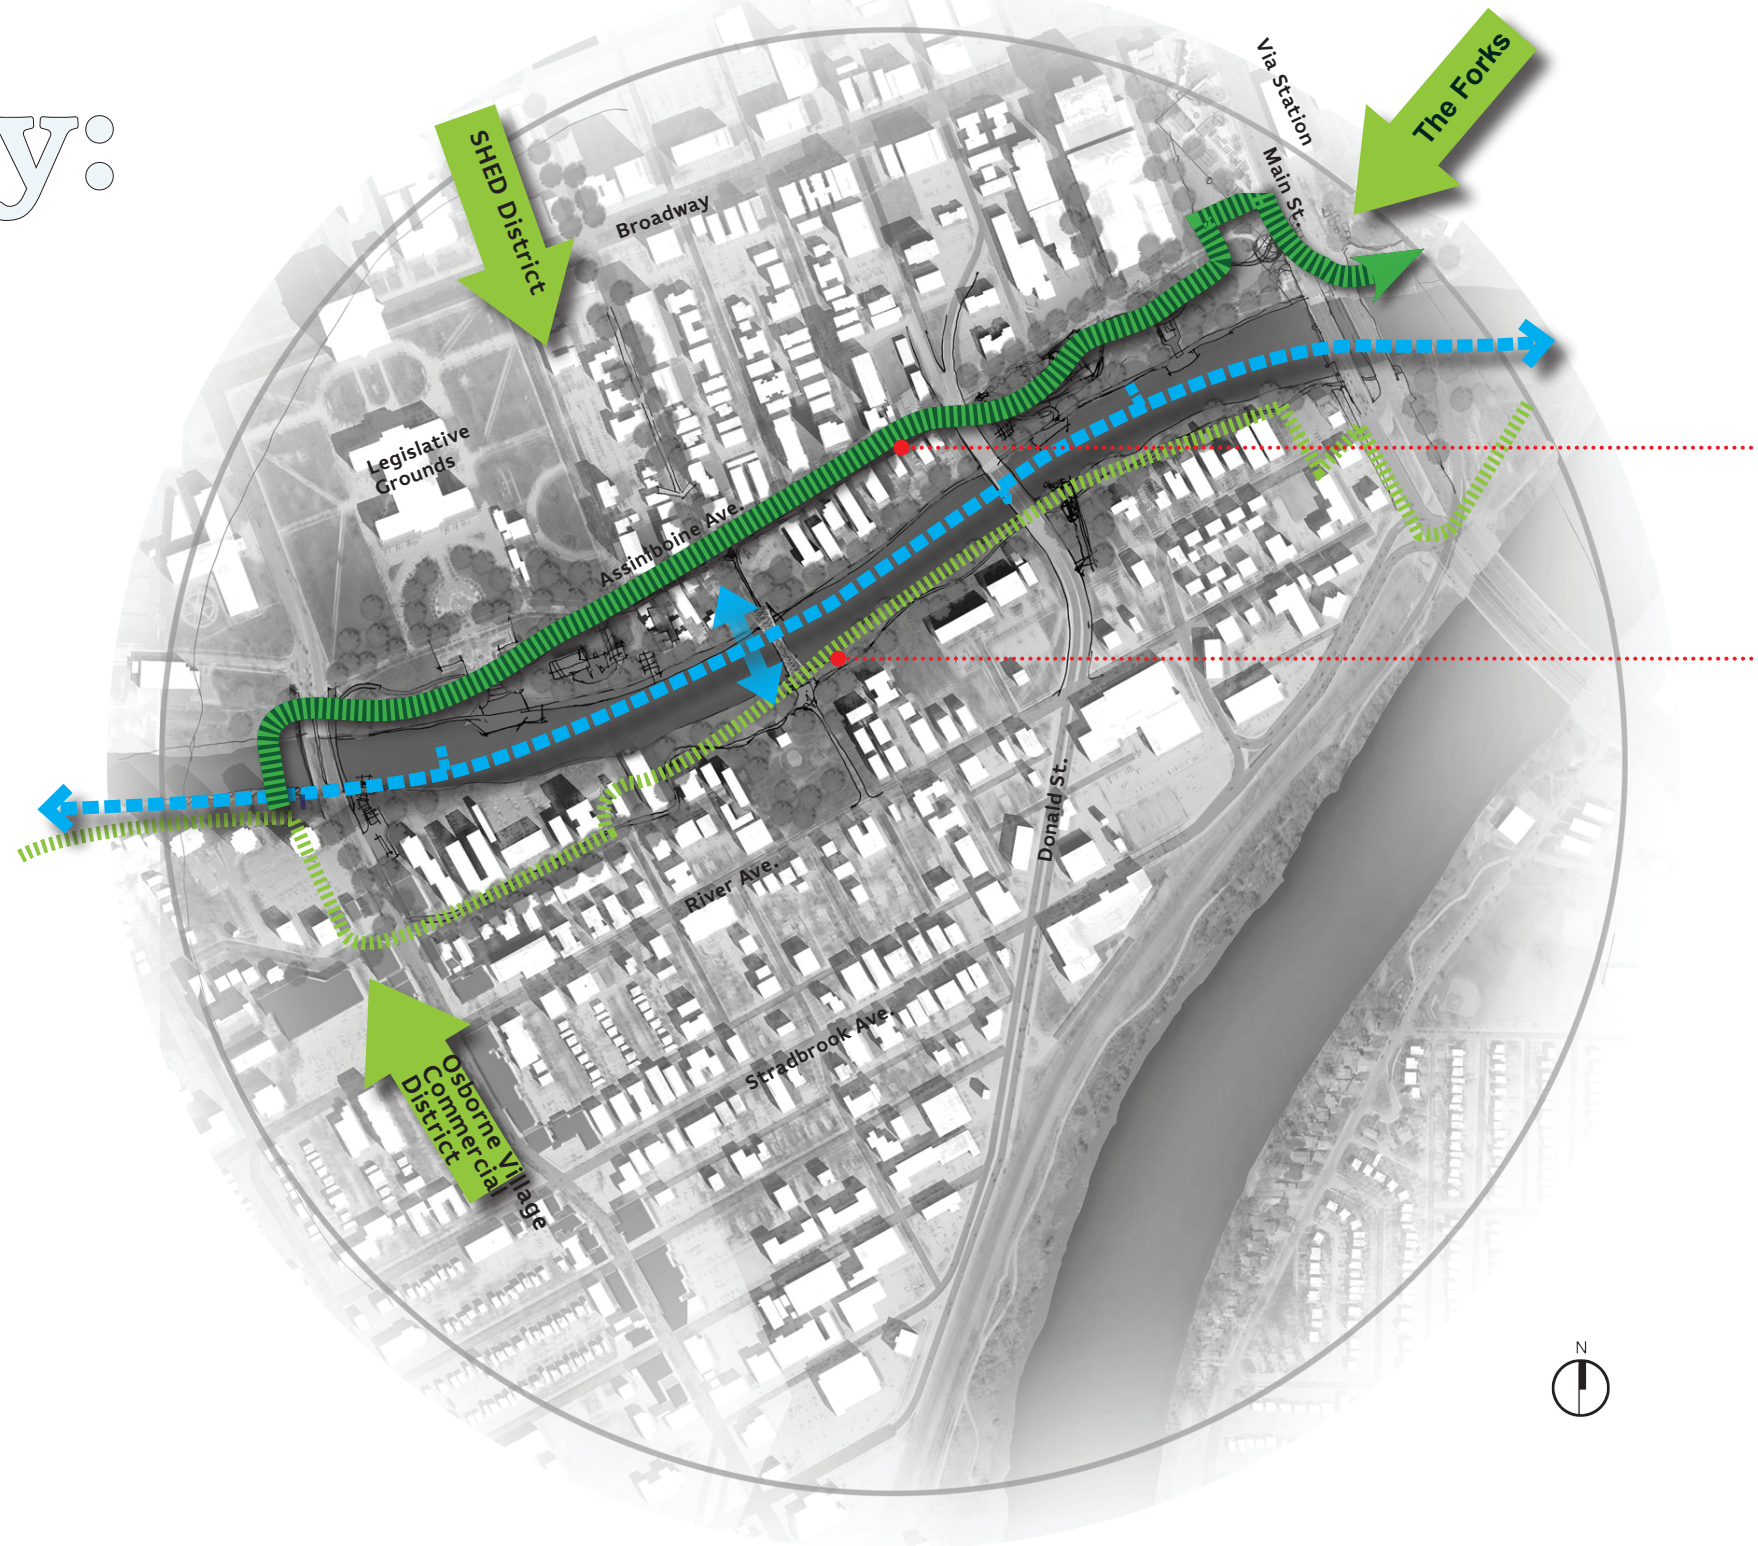 y:
Via Station
The Forks
SHED District
Main St.
Broadway
Legislative
Grounds
Assiniboine Ave.
Donald St.
River Ave.
Stradbrook Ave.
Osborne Village
Commercial
District
N